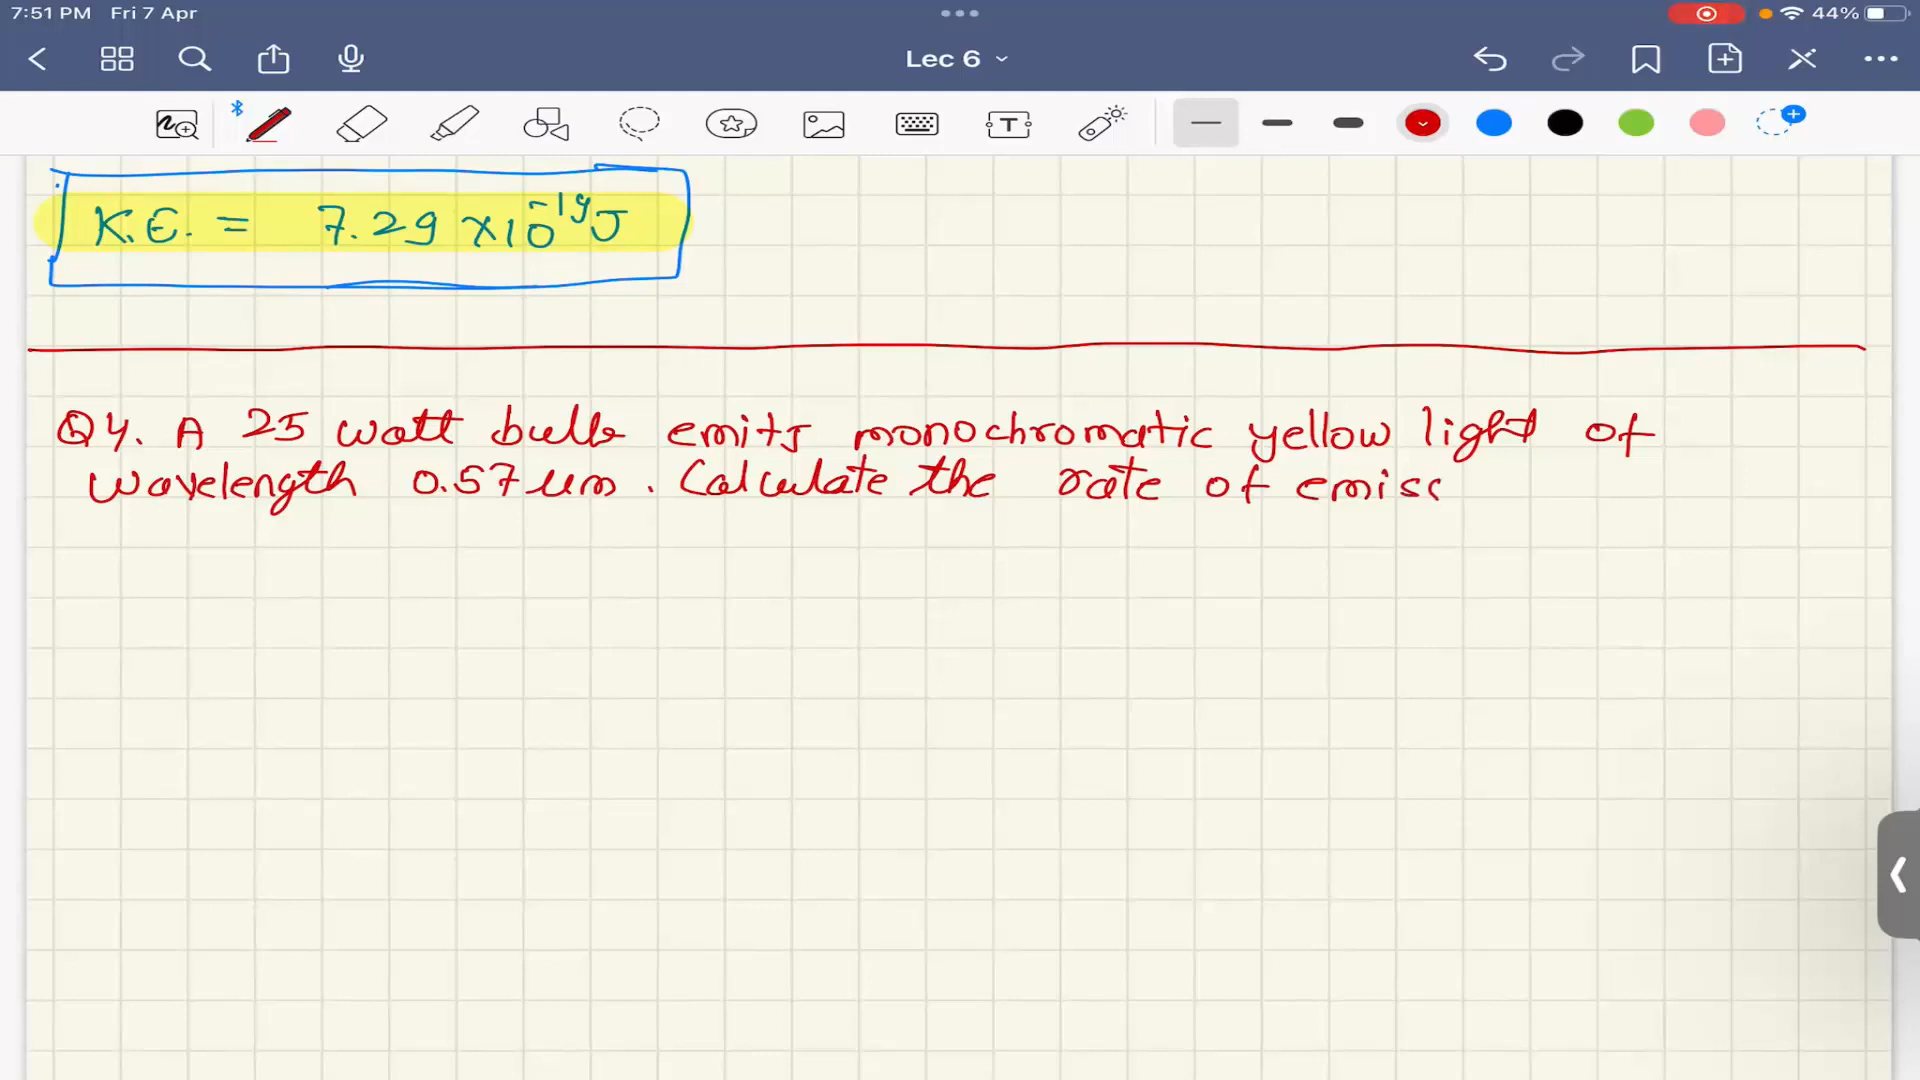 7:51 PM Fri 7 Apr
44%
Lec 6
K.E. = 7.29 x10^-19 J
Q4. A 25 watt bulb emits monochromatic yellow light of
wavelength 0.57 um. Calculate the rate of emiss